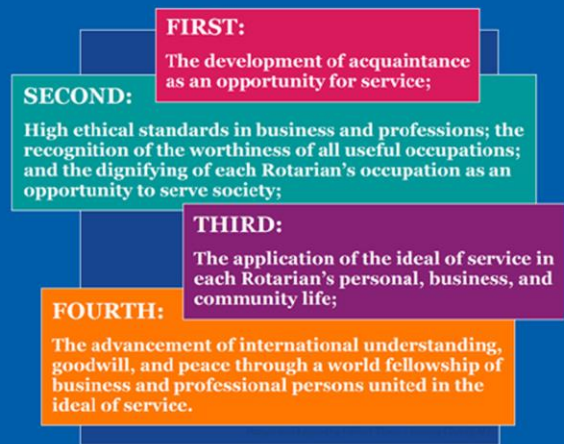 FIRST:
The development of acquaintance
as an opportunity for service;
SECOND:
High ethical standards in business and professions; the
recognition of the worthiness of all useful occupations;
and the dignifying of each Rotarian's occupation as an
opportunity to serve society;
THIRD:
The application of the ideal of service in
each Rotarian's personal, business, and
community life;
FOURTH:
The advancement of international understanding,
goodwill, and peace through a world fellowship of
business and professional persons united in the
ideal of service.